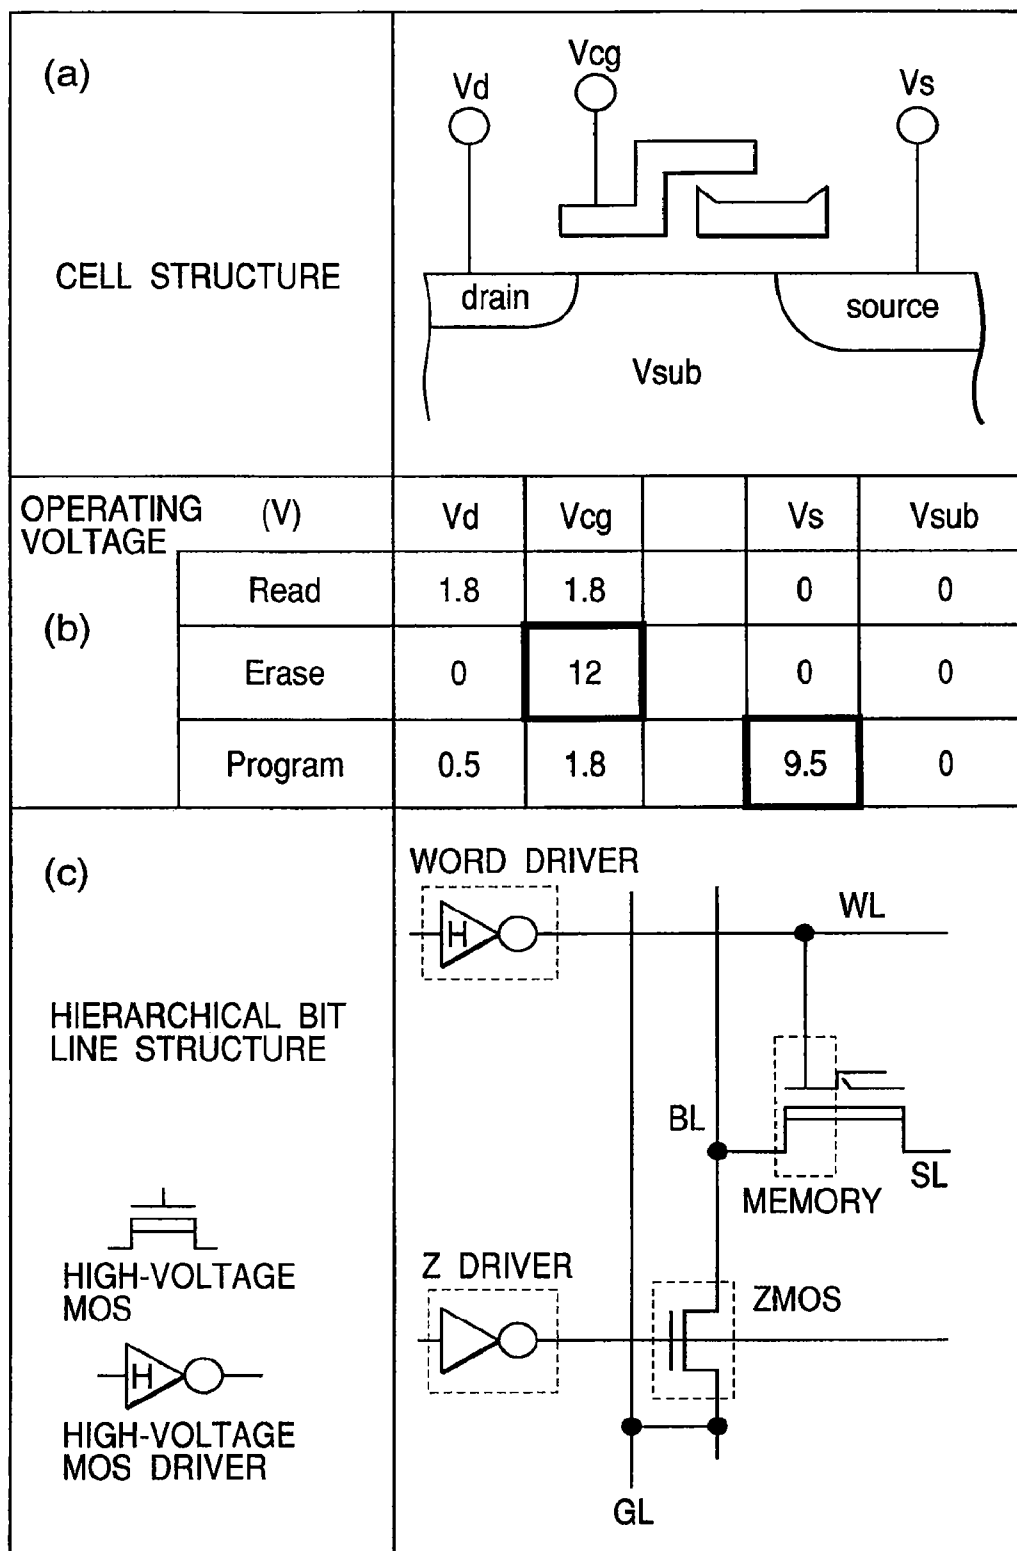 (a)
CELL STRUCTURE
Vd
Vcg
Vs
drain
source
Vsub
OPERATING VOLTAGE (V) Vd Vcg Vs Vsub
(b)
Read 1.8 1.8 0 0
Erase 0 12 0 0
Program 0.5 1.8 9.5 0
(c)
HIERARCHICAL BIT
LINE STRUCTURE
HIGH-VOLTAGE
MOS
H
HIGH-VOLTAGE
MOS DRIVER
WORD DRIVER
H
WL
BL
SL
MEMORY
Z DRIVER
ZMOS
GL